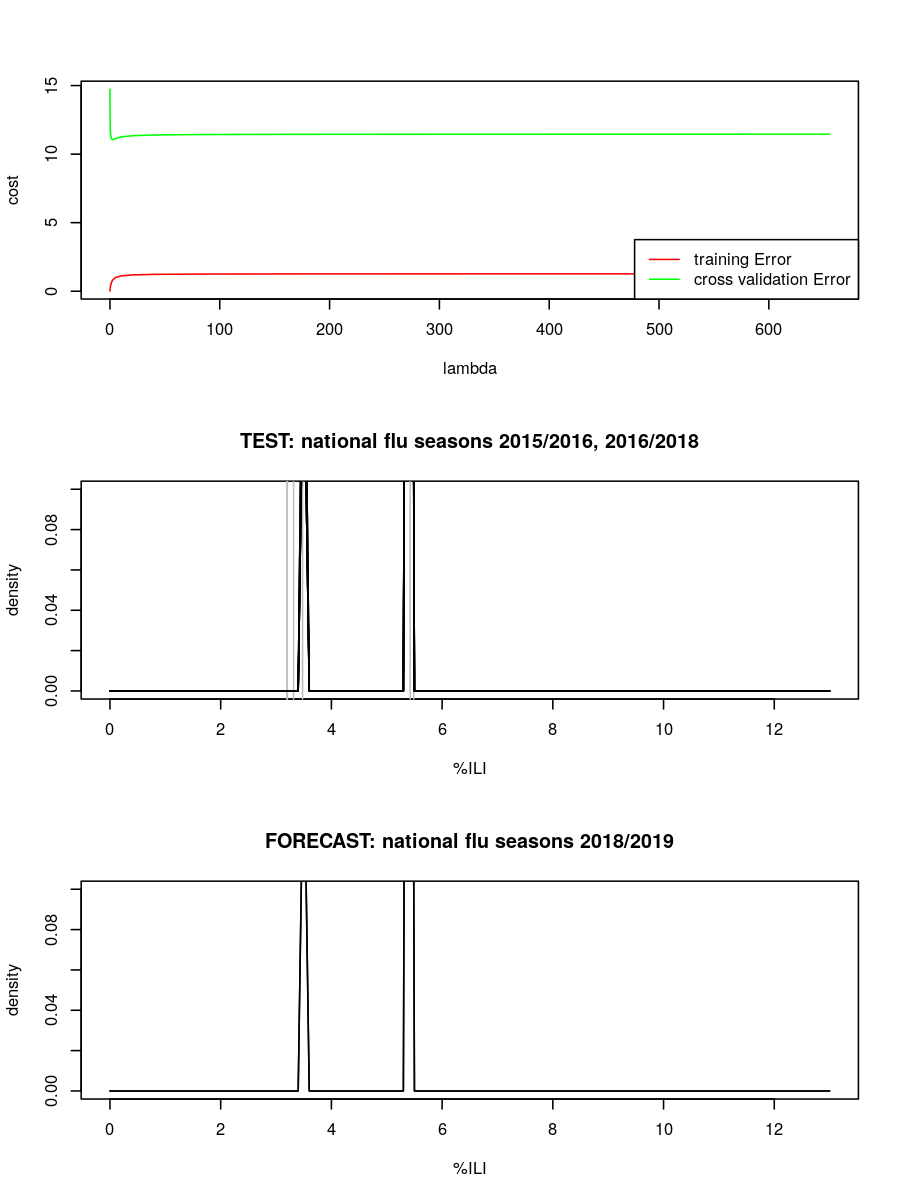 15
10
5
0
cost
training Error
cross validation Error
0 100 200 300 400 500 600
lambda
TEST: national flu seasons 2015/2016, 2016/2018
0.08
0.04
0.00
density
0 2 4 6 8 10 12
%ILI
FORECAST: national flu seasons 2018/2019
0.08
0.04
0.00
density
0 2 4 6 8 10 12
%ILI